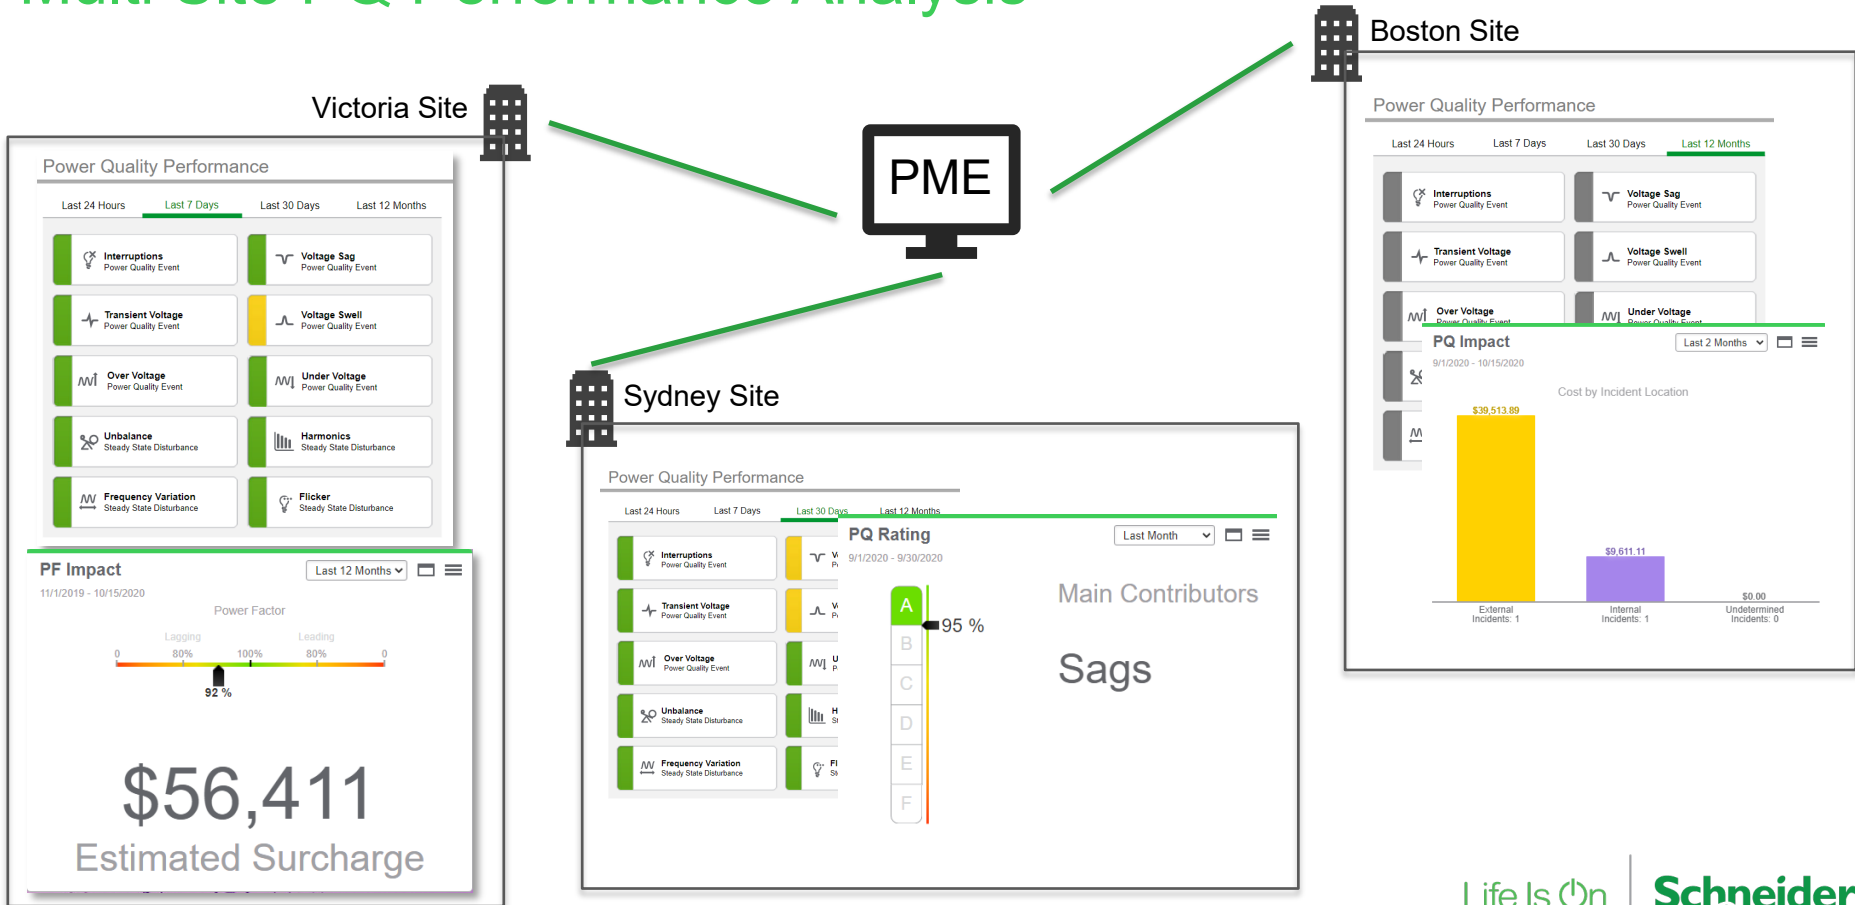 Multi Site PQ Performance Analysis
Boston Site
Victoria Site
PME
Sydney Site
Power Quality Performance
Last 24 Hours
Last 7 Days
Last 30 Days
Last 12 Months
Interruptions
Power Quality Event
Voltage Sag
Power Quality Event
Transient Voltage
Power Quality Event
Voltage Swell
Power Quality Event
Over Voltage
Power Quality Event
Under Voltage
Power Quality Event
Unbalance
Steady State Disturbance
Harmonics
Steady State Disturbance
Frequency Variation
Steady State Disturbance
Flicker
Steady State Disturbance
PF Impact
Last 12 Months
11/1/2019 - 10/15/2020
Power Factor
Lagging
Leading
0
80%
100%
80%
0
92 %
$56,411
Estimated Surcharge
Power Quality Performance
Last 24 Hours
Last 7 Days
Last 30 Days
Last 12 Months
Interruptions
Power Quality Event
Transient Voltage
Power Quality Event
Over Voltage
Power Quality Event
Unbalance
Steady State Disturbance
Frequency Variation
Steady State Disturbance
PQ Rating
Last Month
9/1/2020 - 9/30/2020
A
B
C
D
E
F
95 %
Main Contributors
Sags
Power Quality Performance
Last 24 Hours
Last 7 Days
Last 30 Days
Last 12 Months
Interruptions
Power Quality Event
Voltage Sag
Power Quality Event
Transient Voltage
Power Quality Event
Voltage Swell
Power Quality Event
Over Voltage
Power Quality Event
Under Voltage
Power Quality Event
PQ Impact
Last 2 Months
9/1/2020 - 10/15/2020
Cost by Incident Location
$39,513.89
$9,611.11
$0.00
External
Incidents: 1
Internal
Incidents: 1
Undetermined
Incidents: 0
Life Is On
Schneider